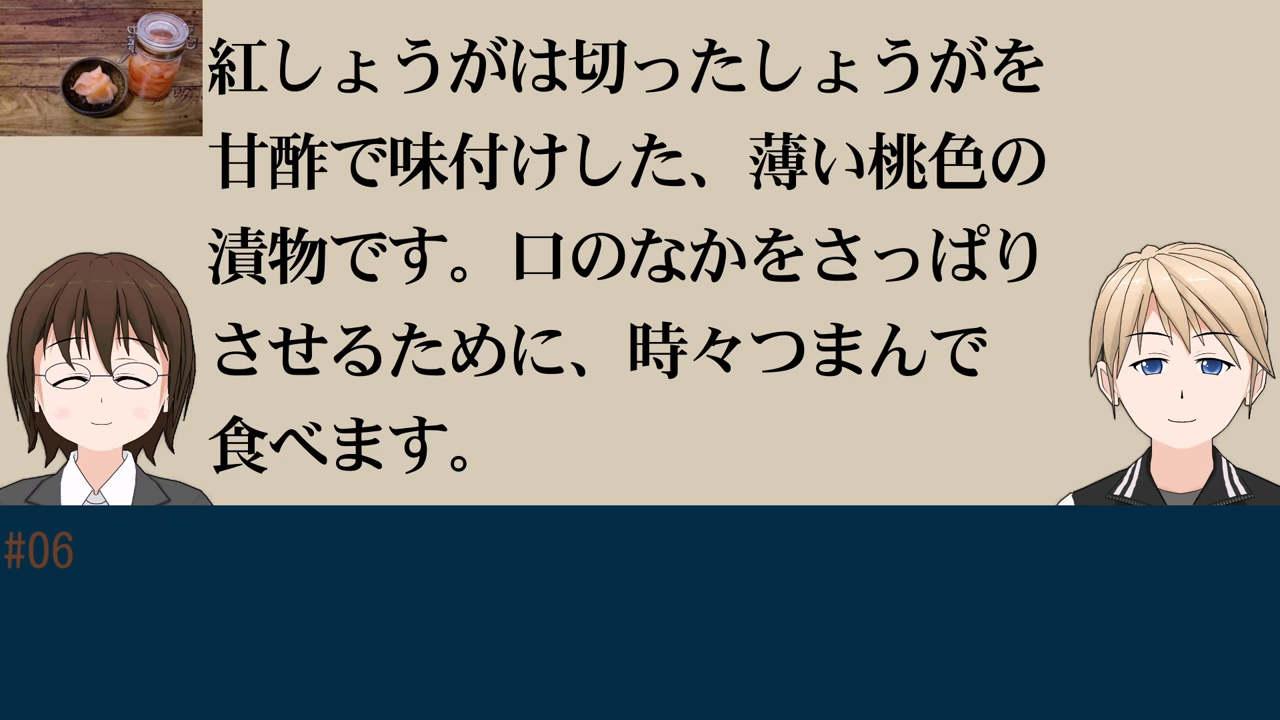 紅しょうがは切ったしょうがを
甘酢で味付けした、薄い桃色の
漬物です。口のなかをさっぱり
させるために、時々つまんで
食べます。
#06